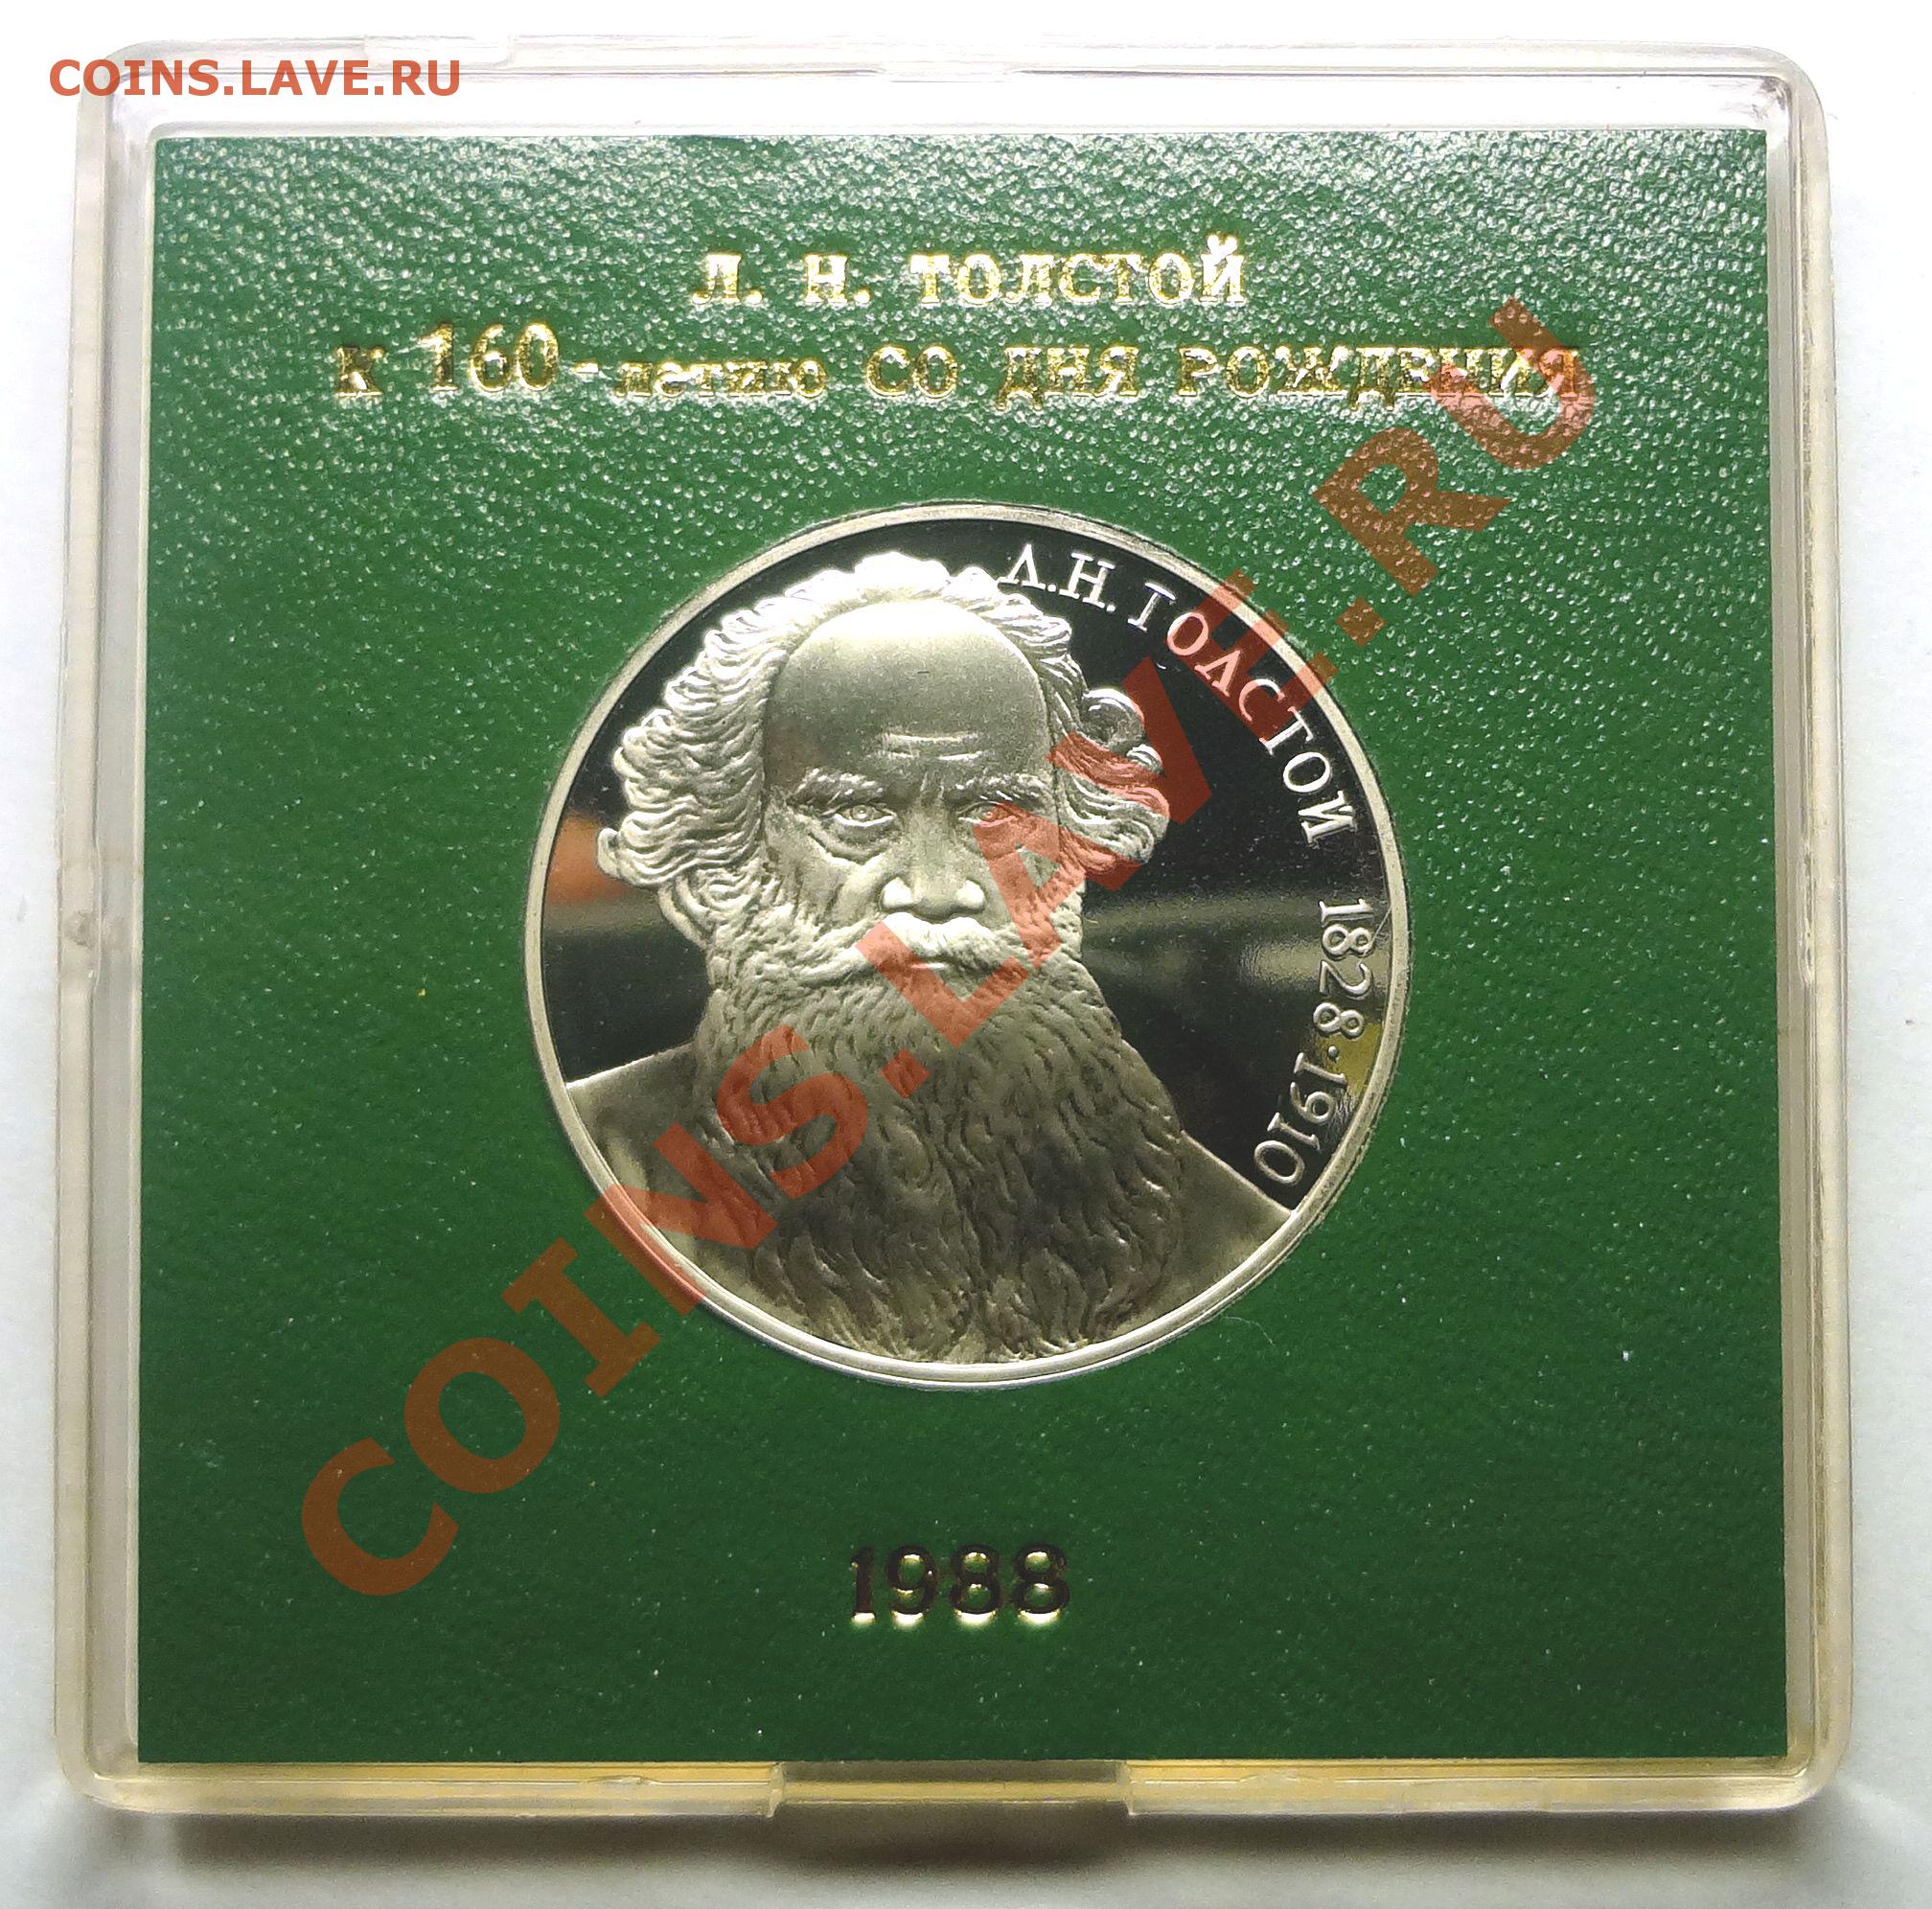 COINS.LAVE.RU
Л. Н. ТОЛСТОЙ
К 160-летию СО ДНЯ РОЖДЕНИЯ
Л.Н. ТОЛСТОЙ 1828·1910
COINS.LAVE.RU
1988